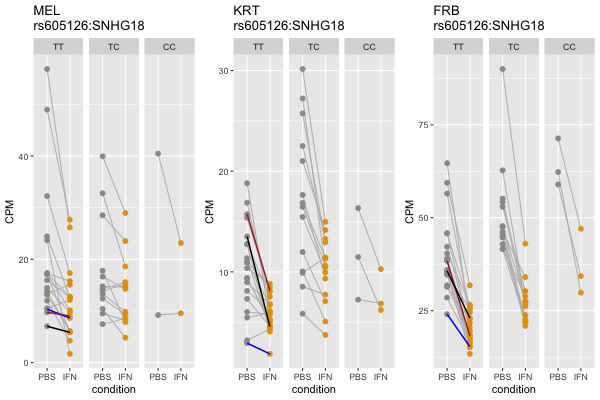 MEL
rs605126:SNHG18
TT TC CC
CPM
40
20
0
PBS IFN PBS IFN PBS IFN
condition
KRT
rs605126:SNHG18
TT TC CC
CPM
30
20
10
PBS IFN PBS IFN PBS IFN
condition
FRB
rs605126:SNHG18
TT TC CC
CPM
75
50
25
PBS IFN PBS IFN PBS IFN
condition